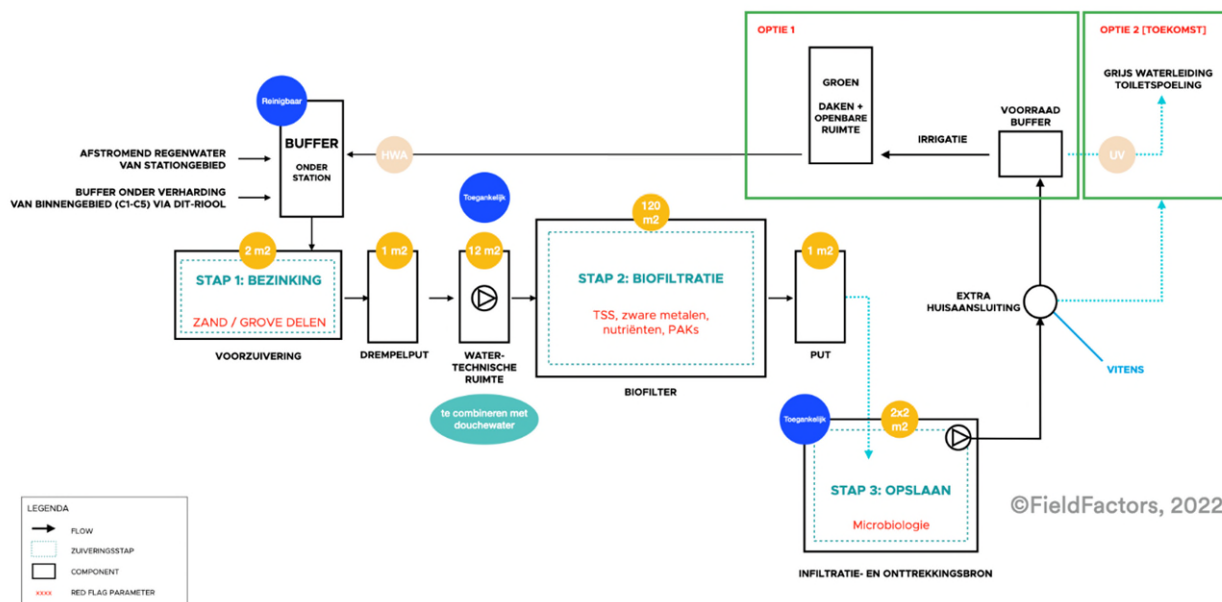 OPTIE 1
OPTIE 2 [TOEKOMST]
GROEN
DAKEN +
OPENBARE
RUIMTE
GRIJS WATERLEIDING
TOILETSPOELING
VOORRAAD
BUFFER
IRRIGATIE
UV
Reinigbaar
BUFFER
ONDER
STATION
HWA
AFSTROMEND REGENWATER
VAN STATIONGEBIED
BUFFER ONDER VERHARDING
VAN BINNENGEBIED (C1-C5) VIA DIT-RIOOL
Toegankelijk
2 m2
1 m2
12 m2
120
m2
1 m2
STAP 1: BEZINKING
ZAND / GROVE DELEN
VOORZUIVERING
DREMPELPUT
WATER-
TECHNISCHE
RUIMTE
te combineren met
douchewater
STAP 2: BIOFILTRATIE
TSS, zware metalen,
nutriënten, PAKs
BIOFILTER
PUT
EXTRA
HUISAANSLUITING
VITENS
Toegankelijk
2x2
m2
STAP 3: OPSLAAN
Microbiologie
INFILTRATIE- EN ONTTREKKINGSBRON
©FieldFactors, 2022
LEGENDA
FLOW
ZUIVERINGSSTAP
COMPONENT
xxxx RED FLAG PARAMETER